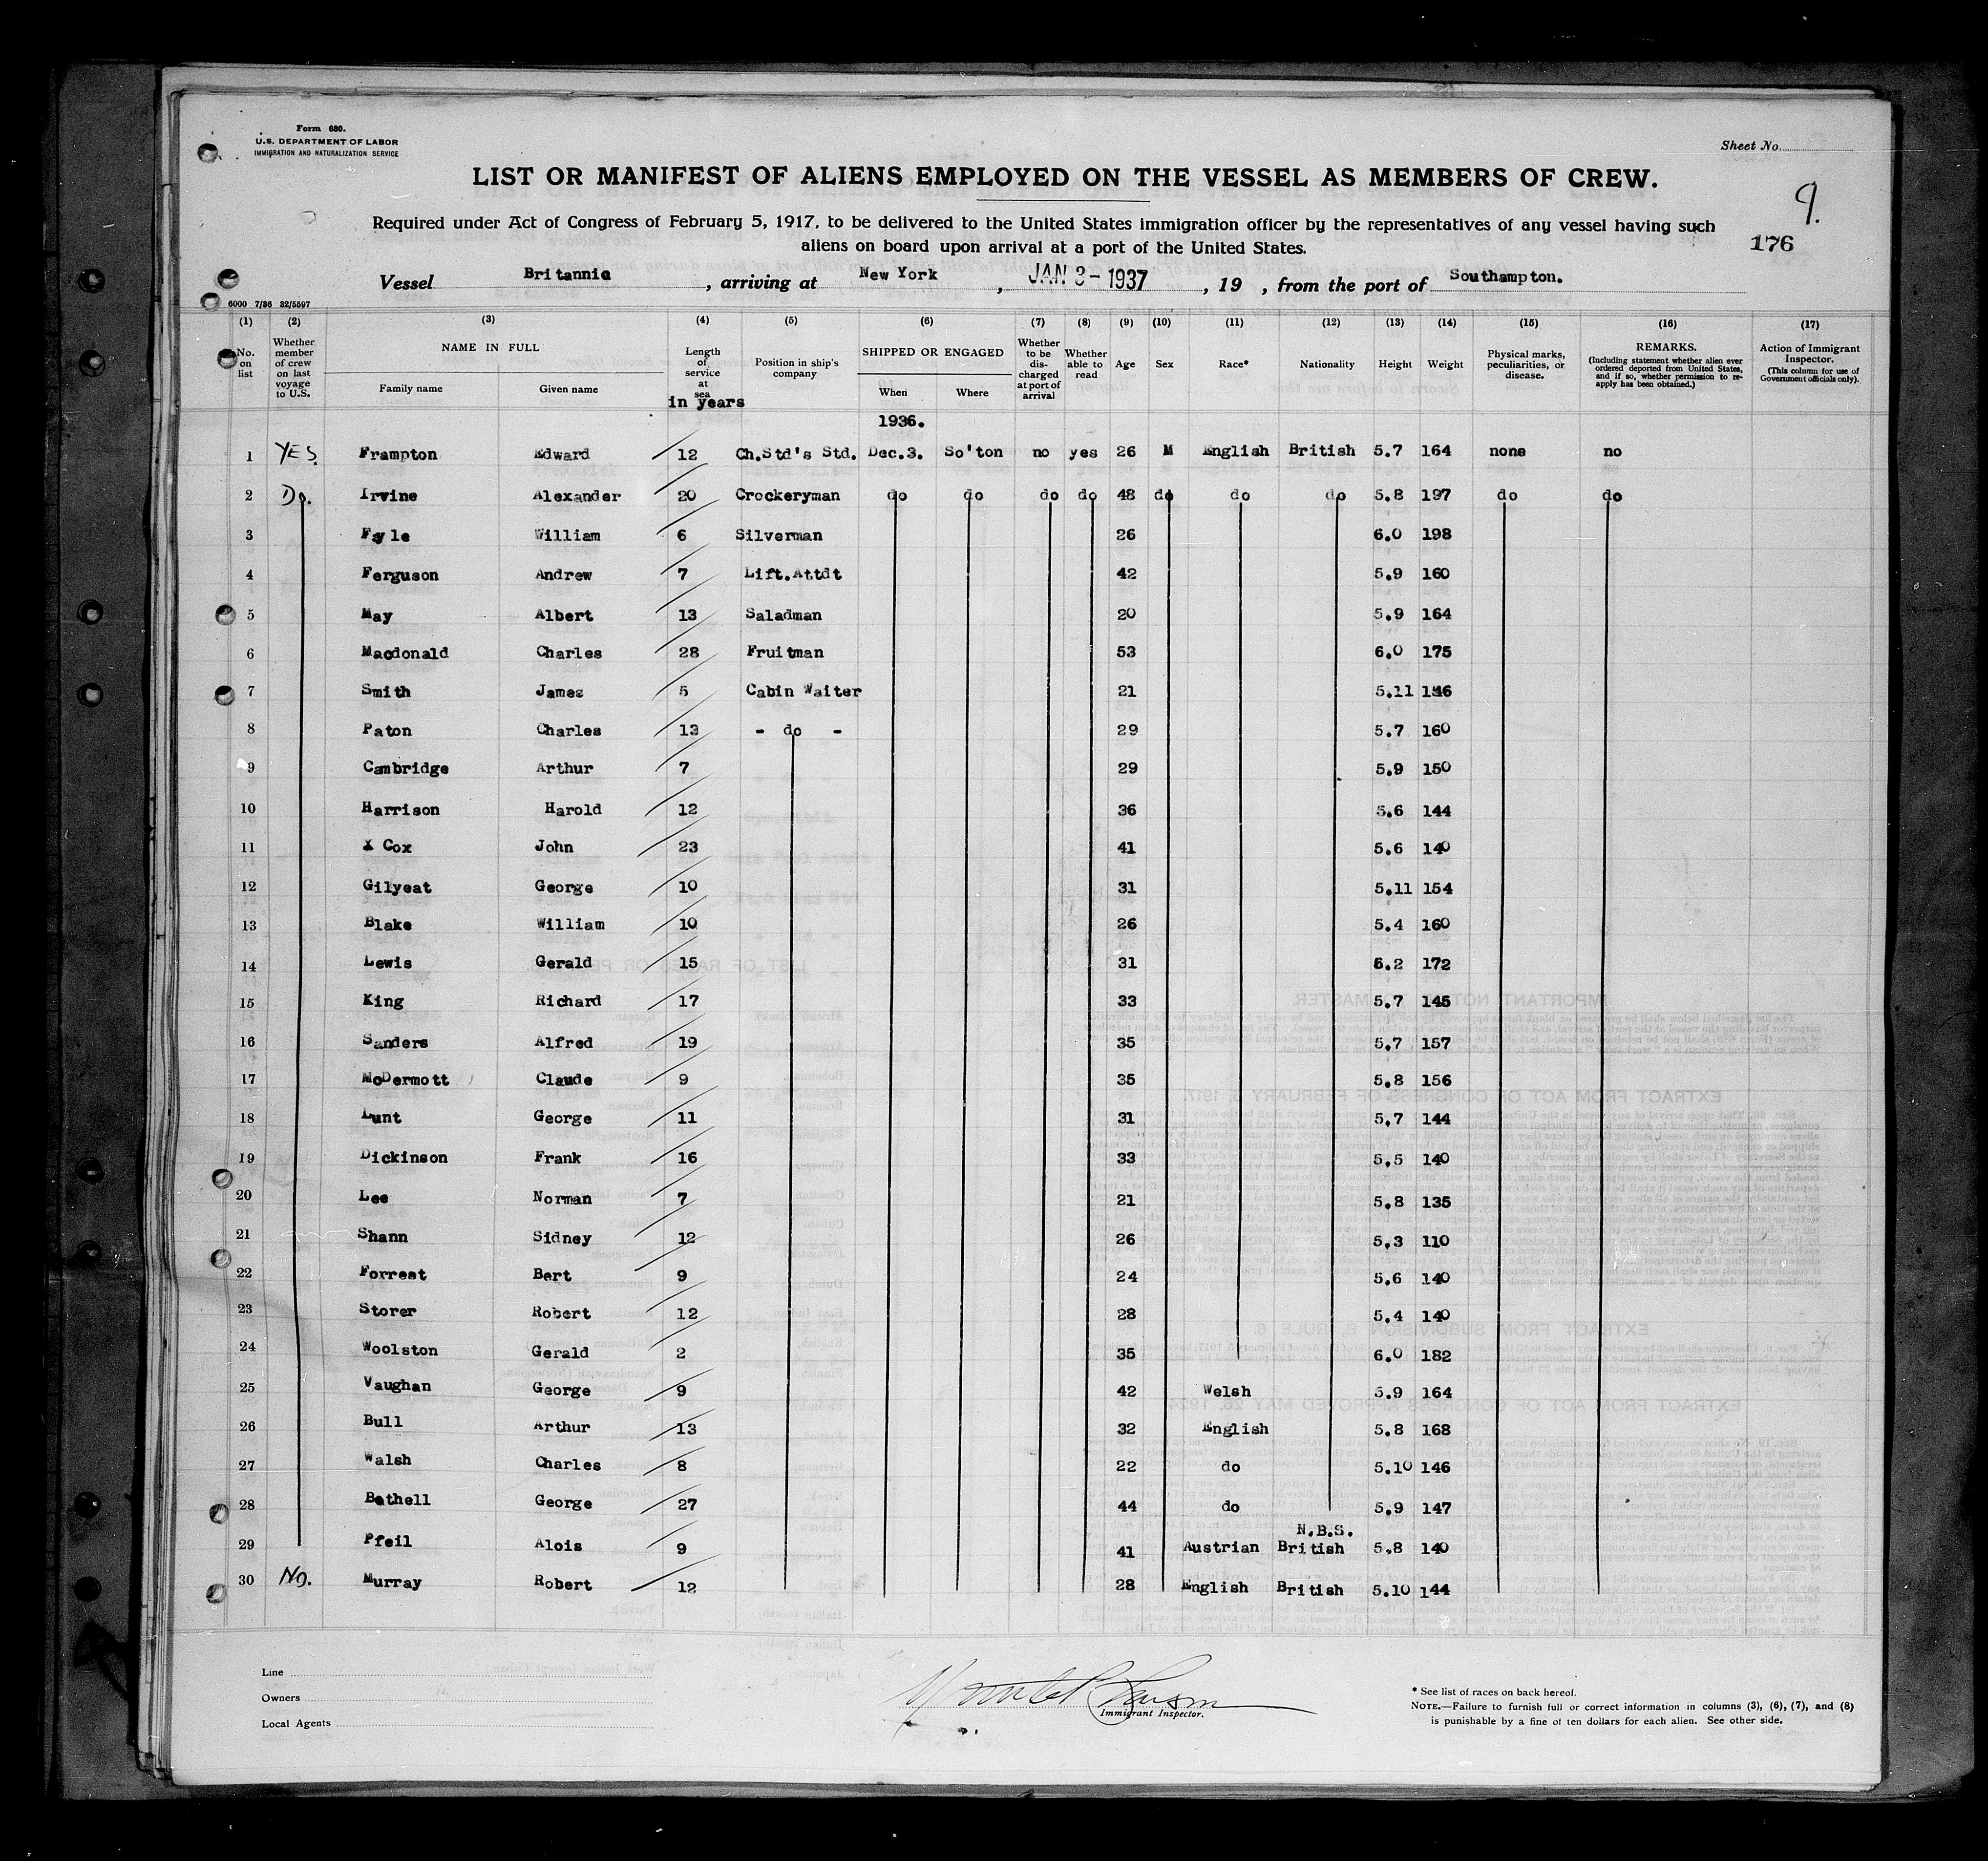 Form 680.
U.S. DEPARTMENT OF LABOR
IMMIGRATION AND NATURALIZATION SERVICE
Sheet No.
LIST OR MANIFEST OF ALIENS EMPLOYED ON THE VESSEL AS MEMBERS OF CREW.
9.
Required under Act of Congress of February 5, 1917, to be delivered to the United States immigration officer by the representatives of any vessel having such
aliens on board upon arrival at a port of the United States.
176
Vessel Britannic, arriving at New York, JAN 3 - 1937, 19 , from the port of Southampton.
6000 7/36 32/5597
(1) (2) (3) (4) (5) (6) (7) (8) (9) (10) (11) (12) (13) (14) (15) (16) (17)
No. on list
Whether member of crew on last voyage to U.S.
NAME IN FULL
Family name Given name
Length of service at sea
in years
Position in ship's company
SHIPPED OR ENGAGED
When Where
Whether to be discharged at port of arrival
Whether able to read
Age Sex Race* Nationality Height Weight
Physical marks, peculiarities, or disease.
REMARKS.
(Including statement whether alien ever ordered deported from United States, and if so, whether permission to re-apply has been obtained.)
Action of Immigrant Inspector.
(This column for use of Government officials only).
1936.
1 YES. Frampton Edward 12 Ch.Std's Std. Dec.3. So'ton no yes 26 M English British 5.7 164 none no
2 Do. Irvine Alexander 20 Crockeryman do do do do 48 do do do 5.8 197 do do
3 Fyle William 6 Silverman 26 6.0 198
4 Ferguson Andrew 7 Lift.Attdt 42 5.9 160
5 May Albert 13 Saladman 20 5.9 164
6 Macdonald Charles 28 Fruitman 53 6.0 175
7 Smith James 5 Cabin Waiter 21 5.11 146
8 Paton Charles 13 - do - 29 5.7 160
9 Cambridge Arthur 7 29 5.9 150
10 Harrison Harold 12 36 5.6 144
11 X Cox John 23 41 5.6 140
12 Gilyeat George 10 31 5.11 154
13 Blake William 10 26 5.4 160
14 Lewis Gerald 15 31 6.2 172
15 King Richard 17 33 5.7 145
16 Sanders Alfred 19 35 5.7 157
17 McDermott Claude 9 35 5.8 156
18 Lunt George 11 31 5.7 144
19 Dickinson Frank 16 33 5.5 140
20 Lee Norman 7 21 5.8 135
21 Shann Sidney 12 26 5.3 110
22 Forrest Bert 9 24 5.6 140
23 Storer Robert 12 28 5.4 140
24 Woolston Gerald 2 35 6.0 182
25 Vaughan George 9 42 Welsh 5.9 164
26 Bull Arthur 13 32 English 5.8 168
27 Walsh Charles 8 22 do 5.10 146
28 Bethell George 27 44 do 5.9 147
N.B.S.
29 Pfeil Alois 9 41 Austrian British 5.8 140
30 No. Murray Robert 12 28 English British 5.10 144
Line
Owners
Local Agents
Immigrant Inspector.
* See list of races on back hereof.
NOTE.—Failure to furnish full or correct information in columns (3), (6), (7), and (8)
is punishable by a fine of ten dollars for each alien. See other side.